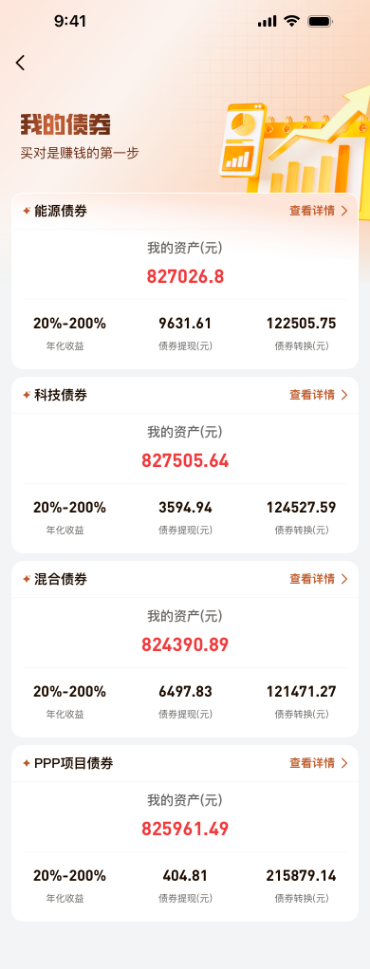 9:41
我的债券
买对是赚钱的第一步
能源债券 查看详情
我的资产(元)
827026.8
20%-200% 9631.61 122505.75
年化收益 债券提现(元) 债券转换(元)
科技债券 查看详情
我的资产(元)
827505.64
20%-200% 3594.94 124527.59
年化收益 债券提现(元) 债券转换(元)
混合债券 查看详情
我的资产(元)
824390.89
20%-200% 6497.83 121471.27
年化收益 债券提现(元) 债券转换(元)
PPP项目债券 查看详情
我的资产(元)
825961.49
20%-200% 404.81 215879.14
年化收益 债券提现(元) 债券转换(元)